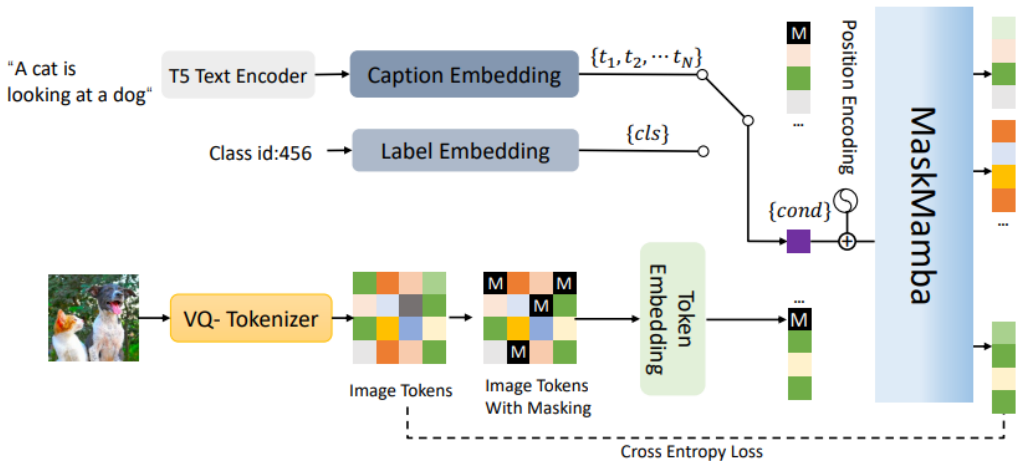 "A cat is
looking at a dog"
T5 Text Encoder
Caption Embedding
{t₁, t₂, ⋯ t_N}
Class id:456
Label Embedding
{cls}
VQ- Tokenizer
Image Tokens
M
M
M
M
Image Tokens
With Masking
Token
Embedding
M
...
{cond}
+
...
M
Position Encoding
MaskMamba
...
Cross Entropy Loss